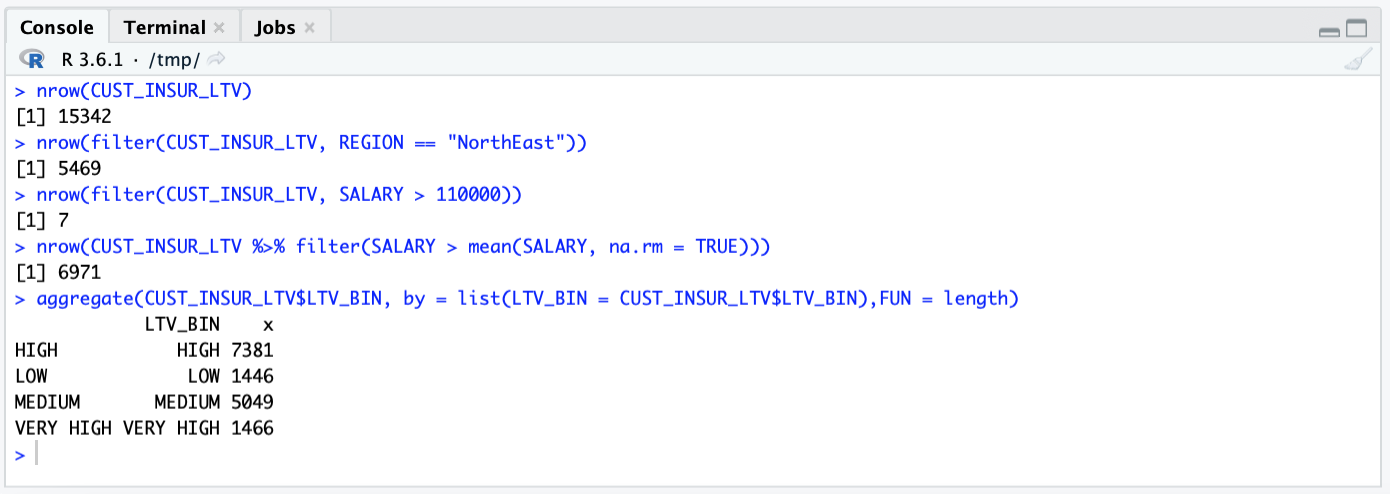 Console Terminal Jobs
R 3.6.1 · /tmp/
> nrow(CUST_INSUR_LTV)
[1] 15342
> nrow(filter(CUST_INSUR_LTV, REGION == "NorthEast"))
[1] 5469
> nrow(filter(CUST_INSUR_LTV, SALARY > 110000))
[1] 7
> nrow(CUST_INSUR_LTV %>% filter(SALARY > mean(SALARY, na.rm = TRUE)))
[1] 6971
> aggregate(CUST_INSUR_LTV$LTV_BIN, by = list(LTV_BIN = CUST_INSUR_LTV$LTV_BIN),FUN = length)
            LTV_BIN    x
HIGH           HIGH 7381
LOW             LOW 1446
MEDIUM       MEDIUM 5049
VERY HIGH VERY HIGH 1466
>